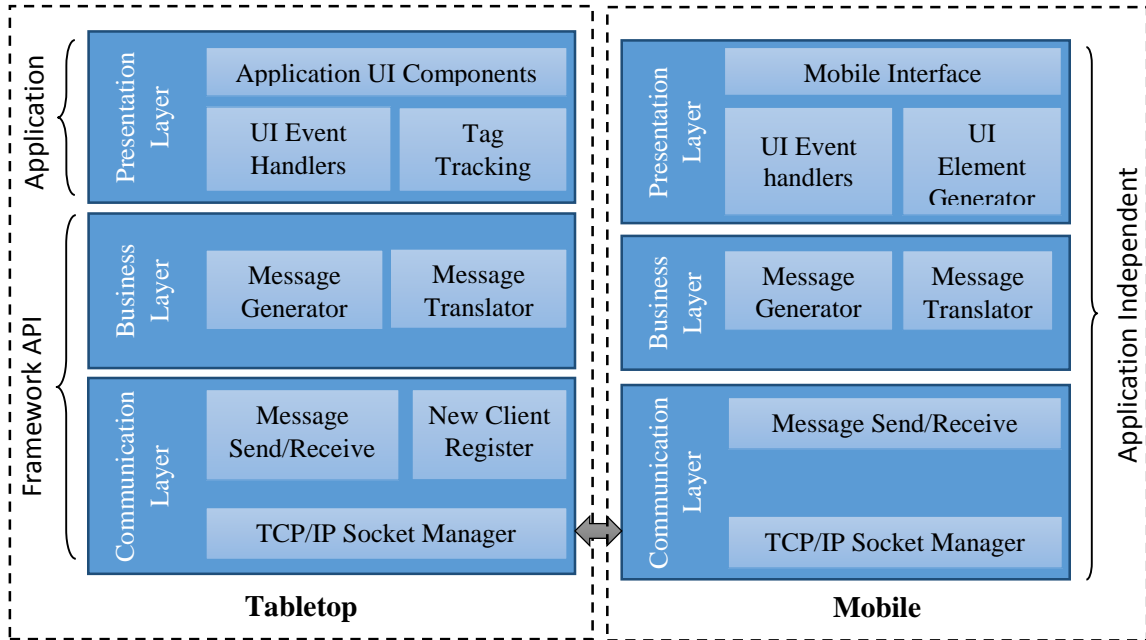 Application
Framework API
Presentation
Layer
Application UI Components
UI Event
Handlers
Tag
Tracking
Business
Layer
Message
Generator
Message
Translator
Communication
Layer
Message
Send/Receive
New Client
Register
TCP/IP Socket Manager
Tabletop
Presentation
Layer
Mobile Interface
UI Event
handlers
UI
Element
Generator
Business
Layer
Message
Generator
Message
Translator
Communication
Layer
Message Send/Receive
TCP/IP Socket Manager
Application Independent
Mobile